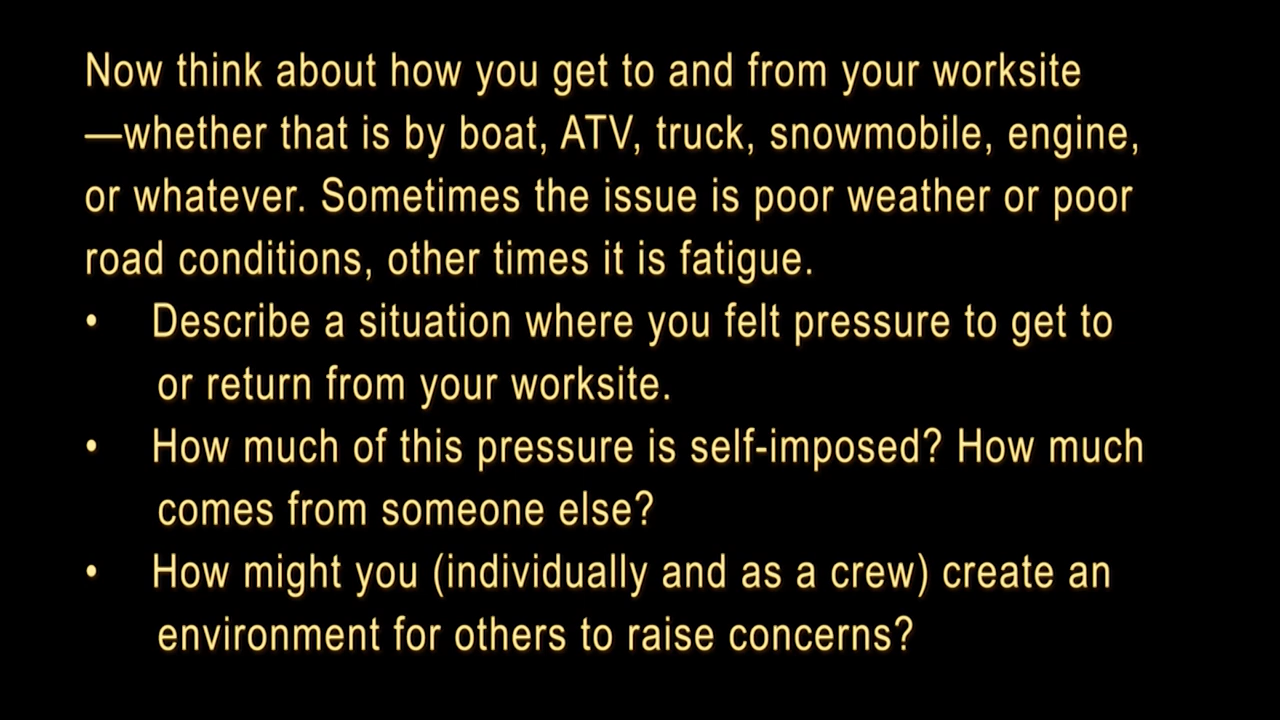 Now think about how you get to and from your worksite
—whether that is by boat, ATV, truck, snowmobile, engine,
or whatever. Sometimes the issue is poor weather or poor
road conditions, other times it is fatigue.
• Describe a situation where you felt pressure to get to
or return from your worksite.
• How much of this pressure is self-imposed? How much
comes from someone else?
• How might you (individually and as a crew) create an
environment for others to raise concerns?